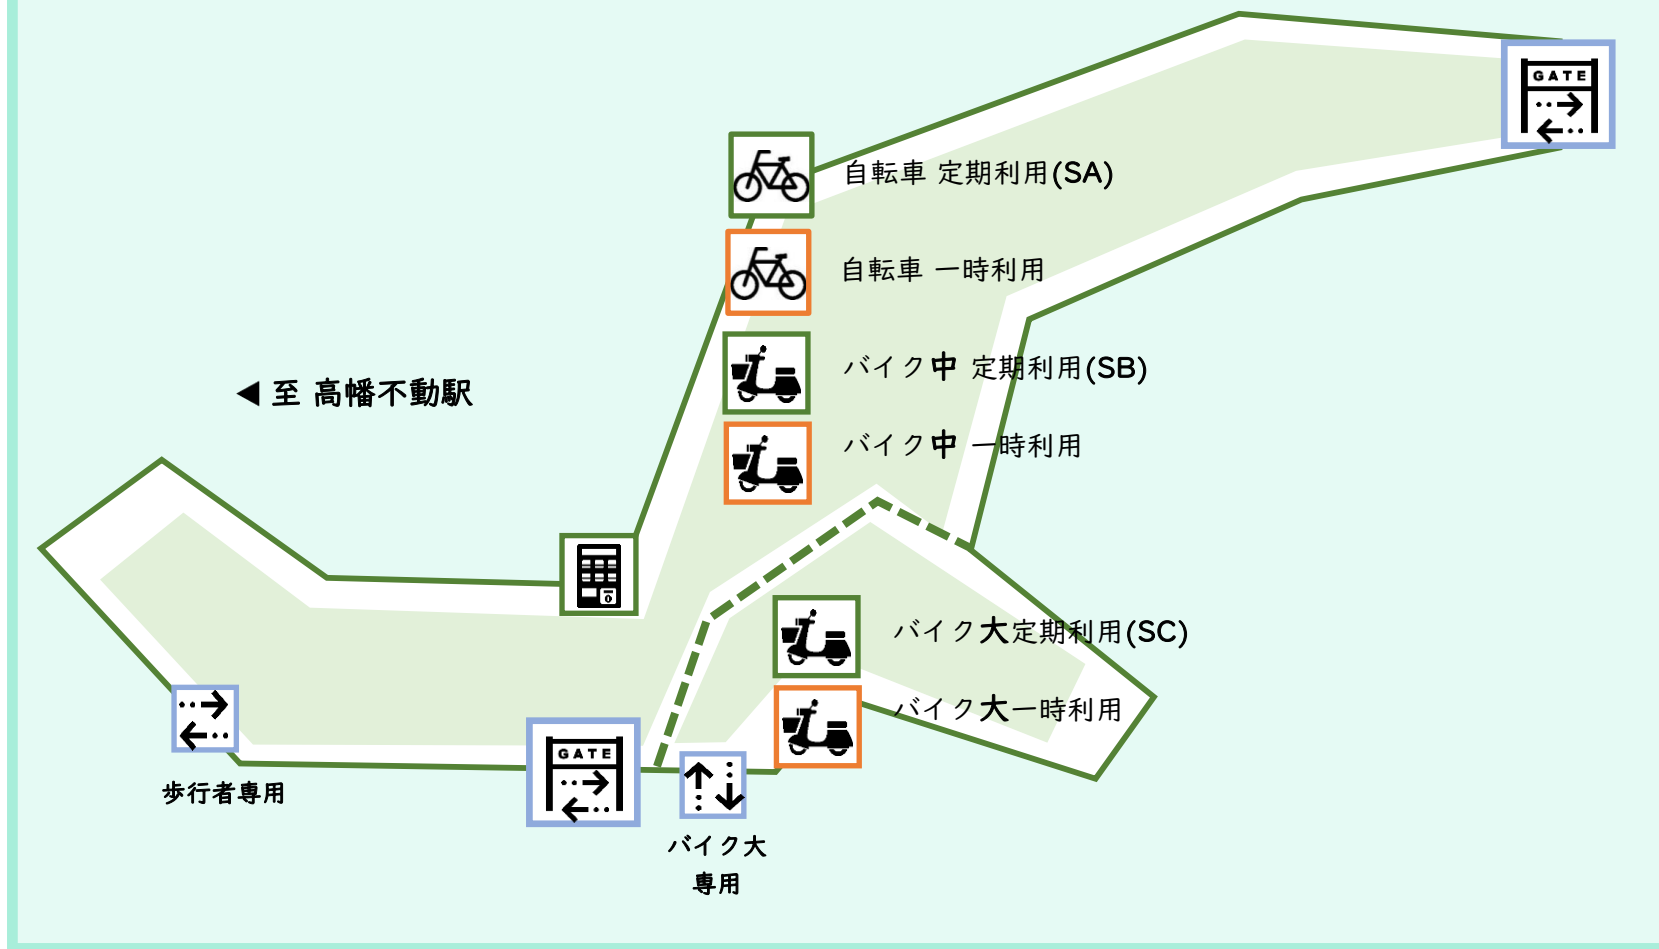 GATE
自転車 定期利用(SA)
自転車 一時利用
バイク中 定期利用(SB)
◀ 至 高幡不動駅
バイク中 一時利用
バイク大定期利用(SC)
バイク大一時利用
GATE
歩行者専用
バイク大
専用